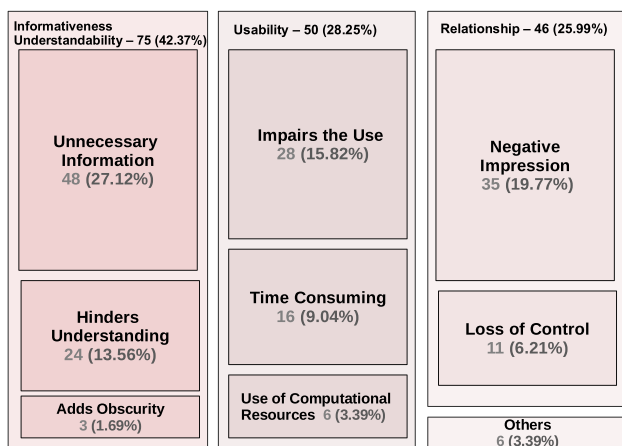 Informativeness
Understandability – 75 (42.37%)
Unnecessary
Information
48 (27.12%)
Hinders
Understanding
24 (13.56%)
Adds Obscurity
3 (1.69%)
Usability – 50 (28.25%)
Impairs the Use
28 (15.82%)
Time Consuming
16 (9.04%)
Use of Computational
Resources 6 (3.39%)
Relationship – 46 (25.99%)
Negative
Impression
35 (19.77%)
Loss of Control
11 (6.21%)
Others
6 (3.39%)